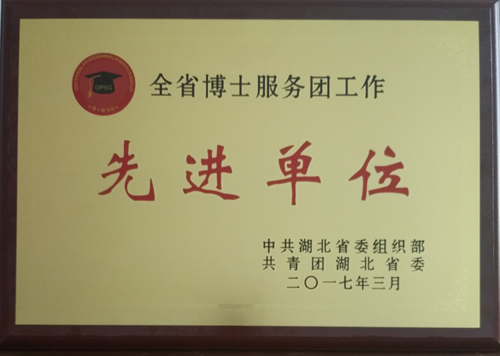 DPSG
全省博士服务团工作
先进单位
中共湖北省委组织部
共青团湖北省委
二〇一七年三月